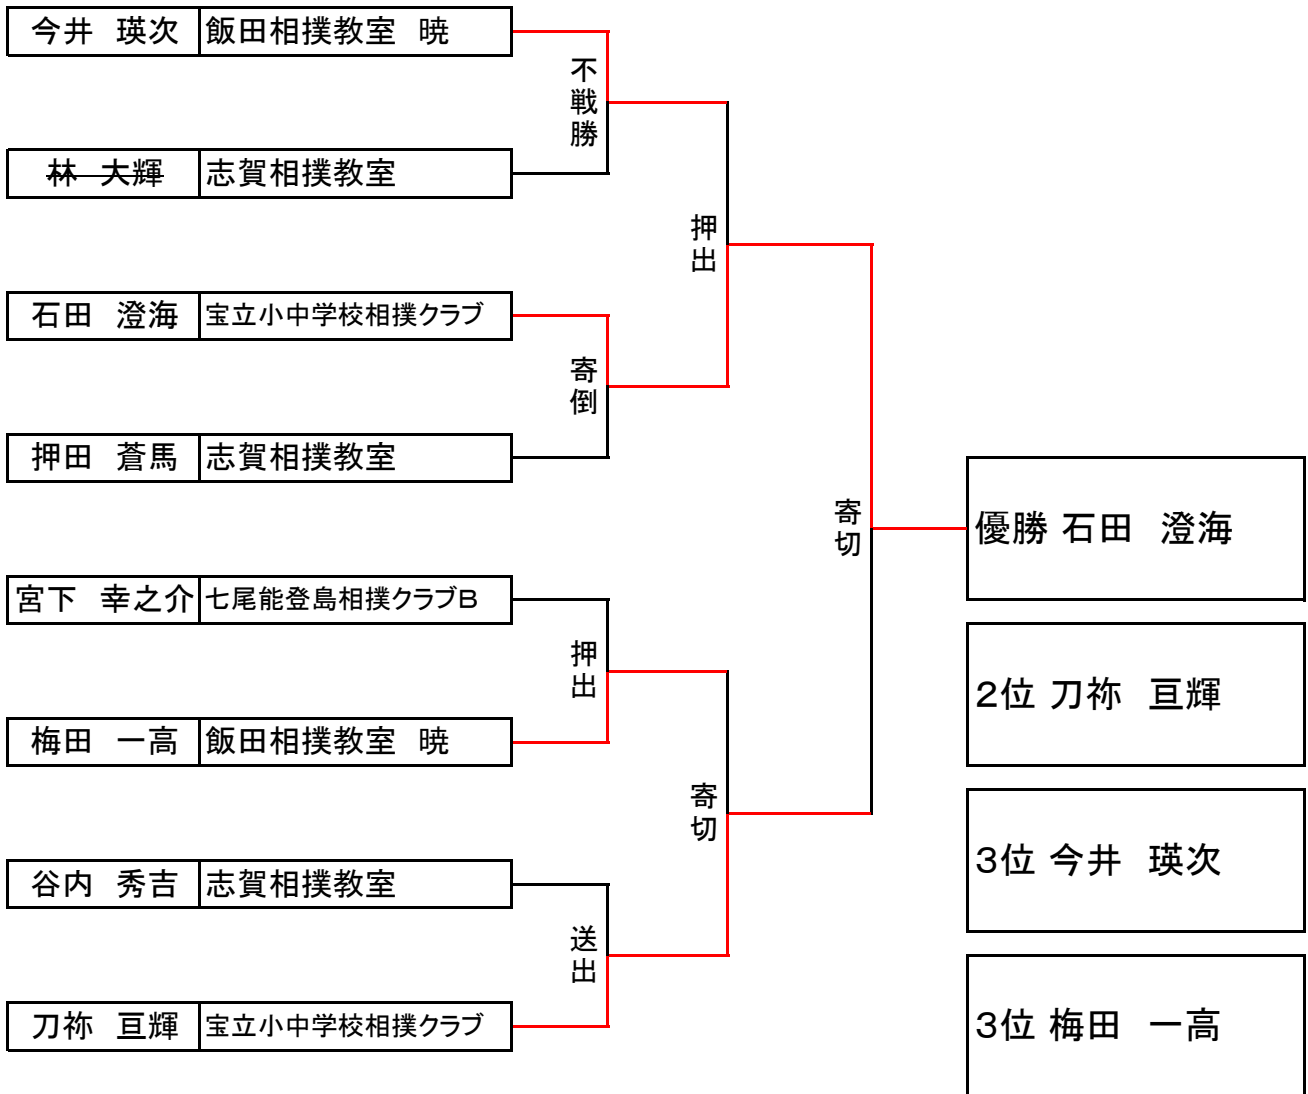 今井　瑛次 飯田相撲教室　暁
不戦勝
林　大輝 志賀相撲教室
押出
石田　澄海 宝立小中学校相撲クラブ
寄倒
押田　蒼馬 志賀相撲教室
寄切
優勝 石田　澄海
宮下　幸之介 七尾能登島相撲クラブB
押出
2位 刀祢　亘輝
梅田　一高 飯田相撲教室　暁
寄切
3位 今井　瑛次
谷内　秀吉 志賀相撲教室
送出
刀祢　亘輝 宝立小中学校相撲クラブ
3位 梅田　一高